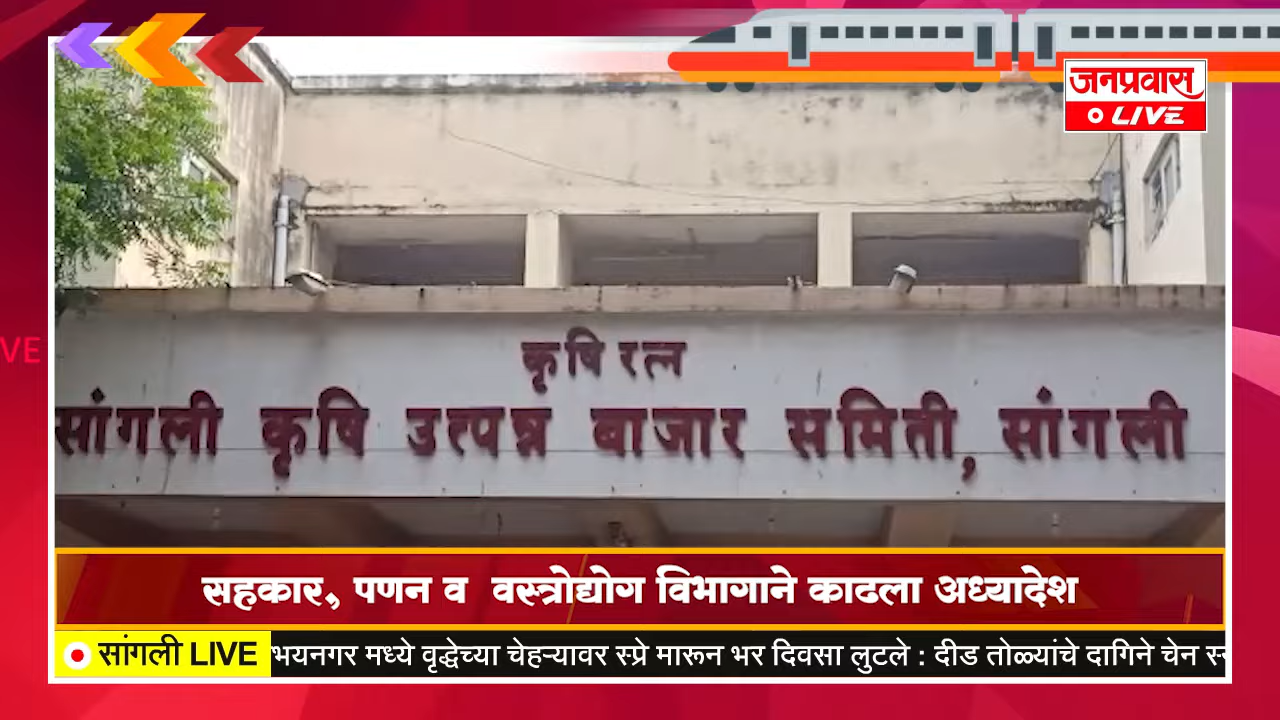 जनप्रवास
LIVE
VE
कृषि रत्न
सांगली कृषि उत्पन्न बाजार समिती, सांगली
सहकार, पणन व वस्त्रोद्योग विभागाने काढला अध्यादेश
सांगली LIVE
भयनगर मध्ये वृद्धेच्या चेहऱ्यावर स्प्रे मारून भर दिवसा लुटले : दीड तोळ्यांचे दागिने चेन